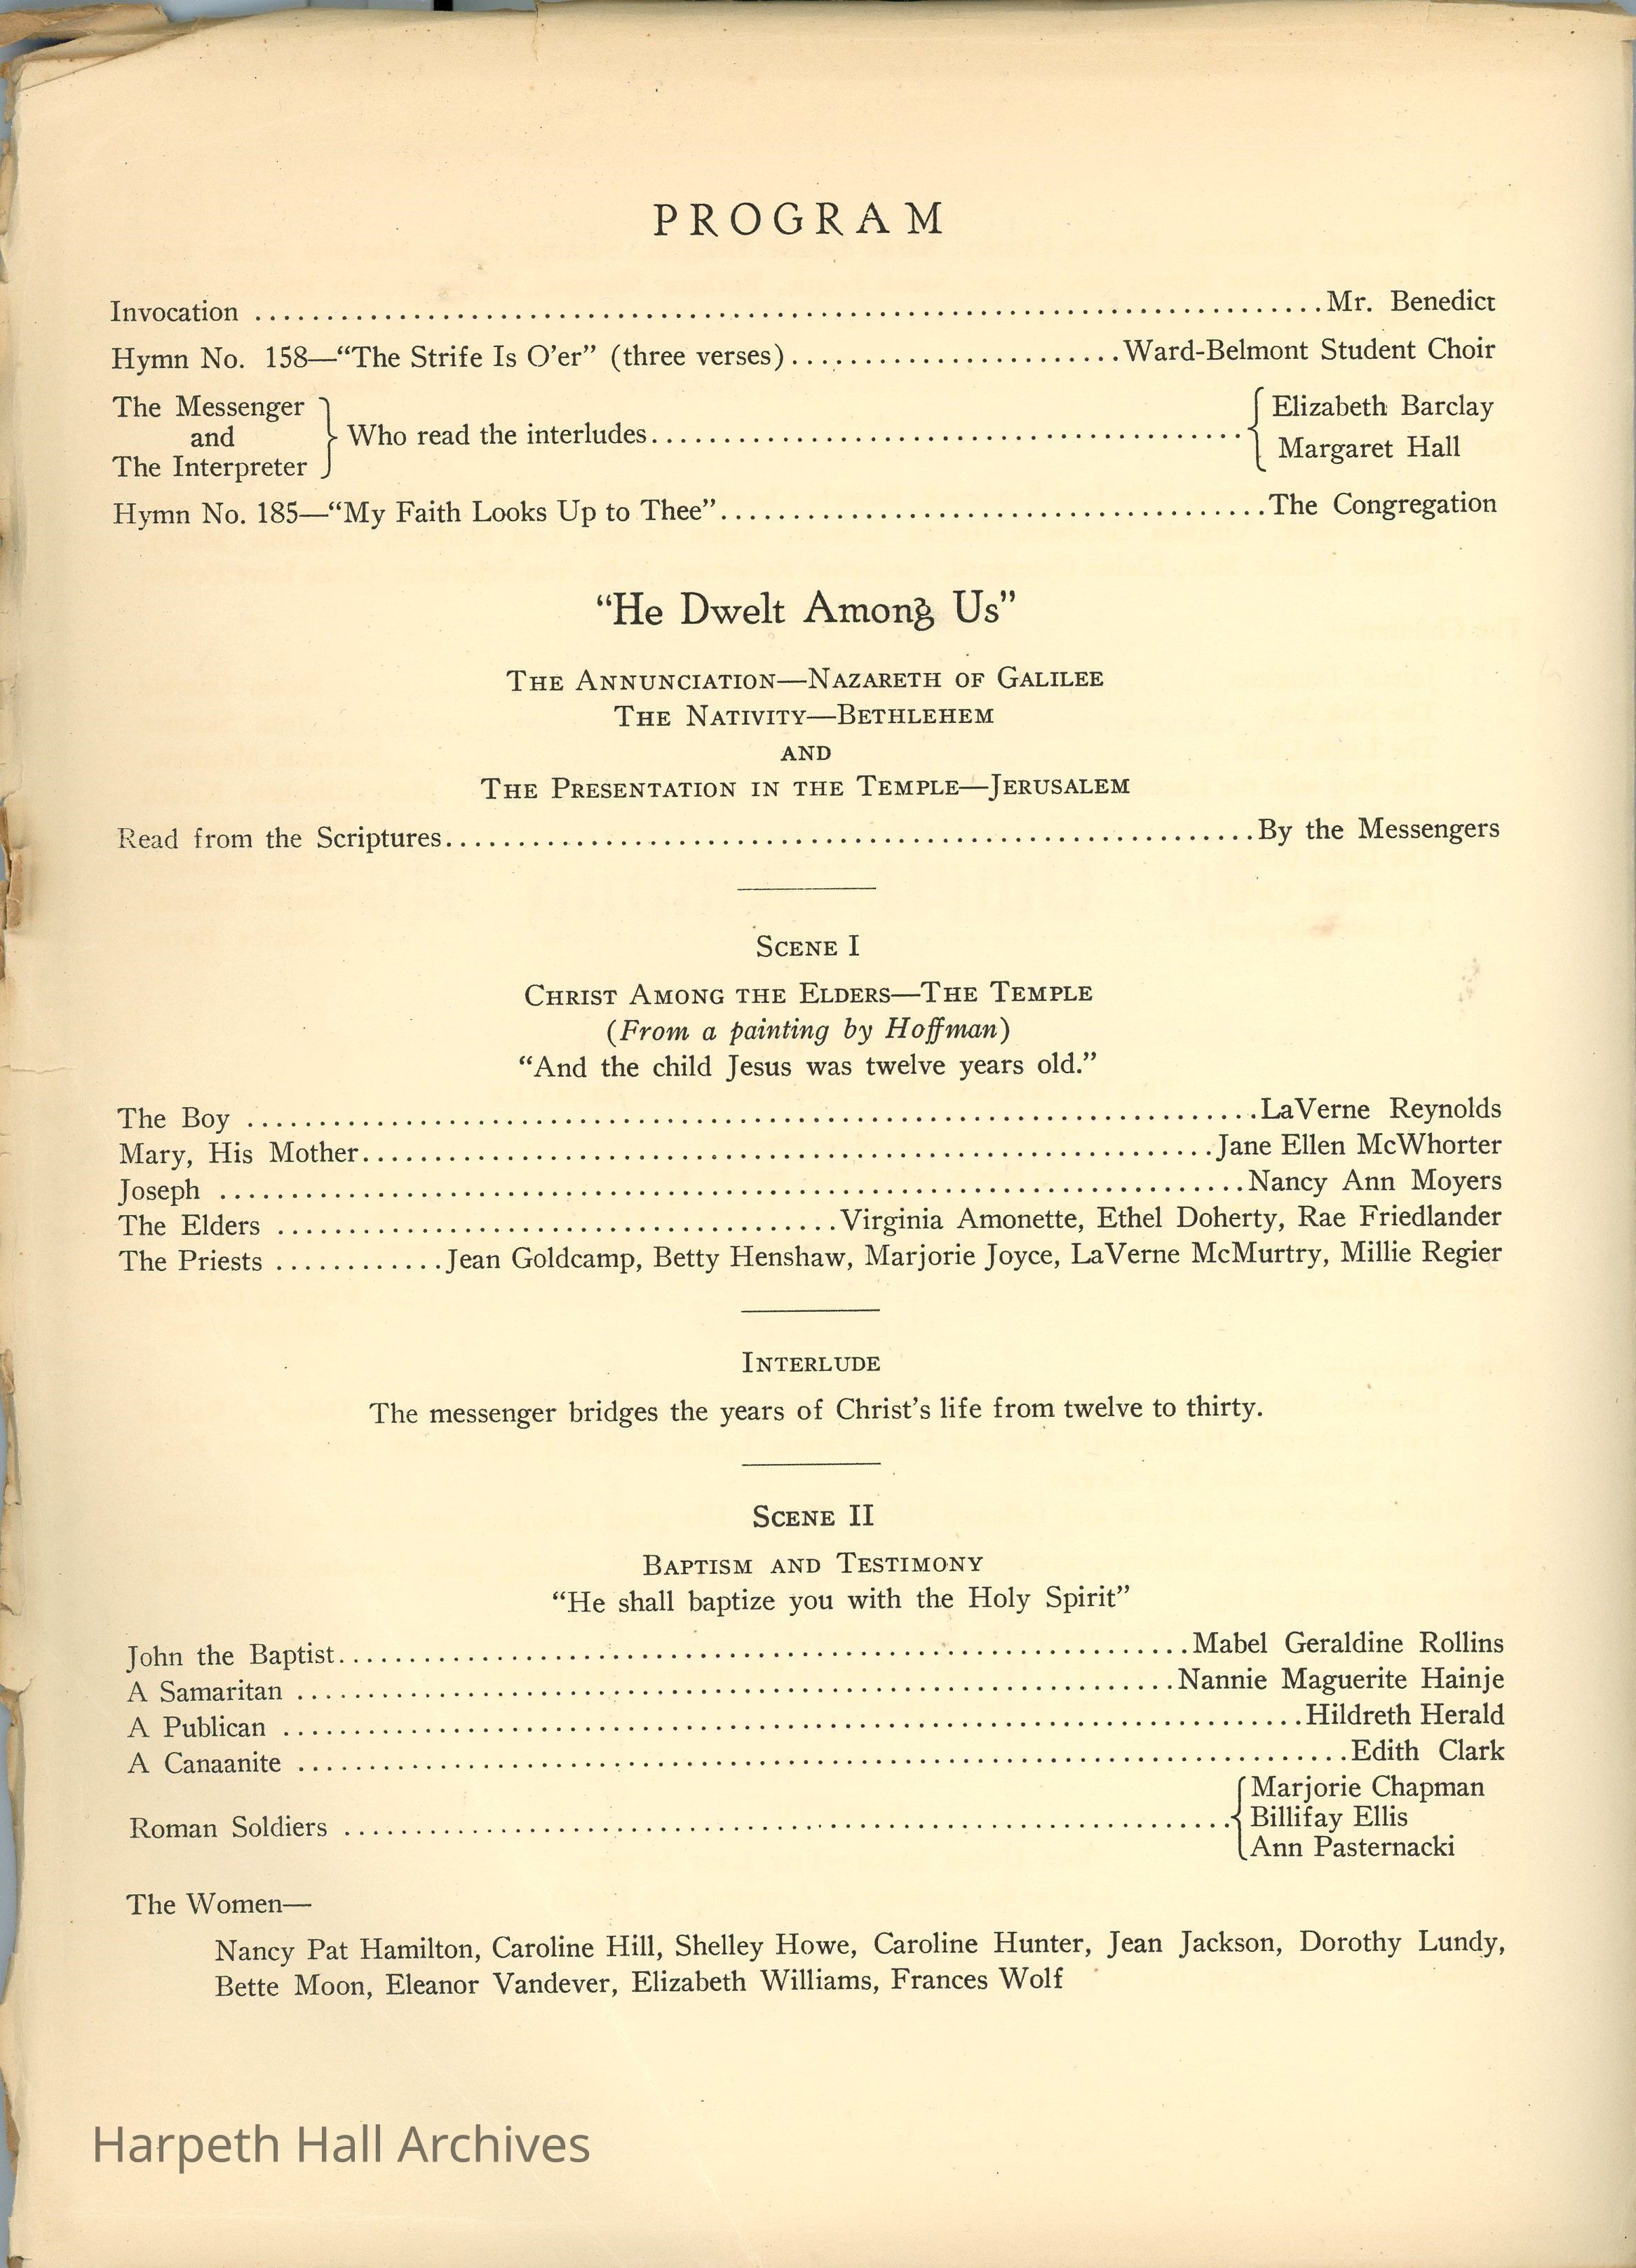 PROGRAM
Invocation ........................................................................Mr. Benedict
Hymn No. 158—“The Strife Is O’er” (three verses)......................Ward-Belmont Student Choir
The Messenger
and
The Interpreter
Who read the interludes........................................
Elizabeth Barclay
Margaret Hall
Hymn No. 185—“My Faith Looks Up to Thee”.....................................The Congregation
“He Dwelt Among Us”
THE ANNUNCIATION—NAZARETH OF GALILEE
THE NATIVITY—BETHLEHEM
AND
THE PRESENTATION IN THE TEMPLE—JERUSALEM
Read from the Scriptures.......................................................By the Messengers
SCENE I
CHRIST AMONG THE ELDERS—THE TEMPLE
(From a painting by Hoffman)
“And the child Jesus was twelve years old.”
The Boy .....................................................................LaVerne Reynolds
Mary, His Mother..........................................................Jane Ellen McWhorter
Joseph ......................................................................Nancy Ann Moyers
The Elders .......................................Virginia Amonette, Ethel Doherty, Rae Friedlander
The Priests ............Jean Goldcamp, Betty Henshaw, Marjorie Joyce, LaVerne McMurtry, Millie Regier
INTERLUDE
The messenger bridges the years of Christ’s life from twelve to thirty.
SCENE II
BAPTISM AND TESTIMONY
“He shall baptize you with the Holy Spirit”
John the Baptist..........................................................Mabel Geraldine Rollins
A Samaritan ............................................................Nannie Maguerite Hainje
A Publican .....................................................................Hildreth Herald
A Canaanite .......................................................................Edith Clark
Roman Soldiers .............................................................
Marjorie Chapman
Billifay Ellis
Ann Pasternacki
The Women—
Nancy Pat Hamilton, Caroline Hill, Shelley Howe, Caroline Hunter, Jean Jackson, Dorothy Lundy,
Bette Moon, Eleanor Vandever, Elizabeth Williams, Frances Wolf
Harpeth Hall Archives